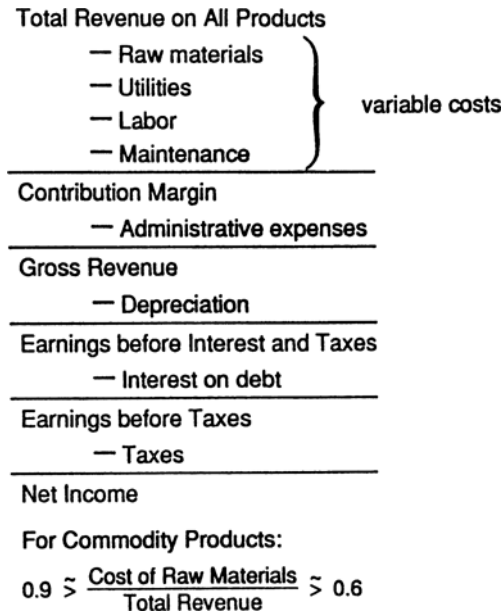 Total Revenue on All Products
— Raw materials
— Utilities
— Labor
— Maintenance
variable costs
Contribution Margin
— Administrative expenses
Gross Revenue
— Depreciation
Earnings before Interest and Taxes
— Interest on debt
Earnings before Taxes
— Taxes
Net Income
For Commodity Products:
0.9 ≳ Cost of Raw Materials / Total Revenue ≳ 0.6